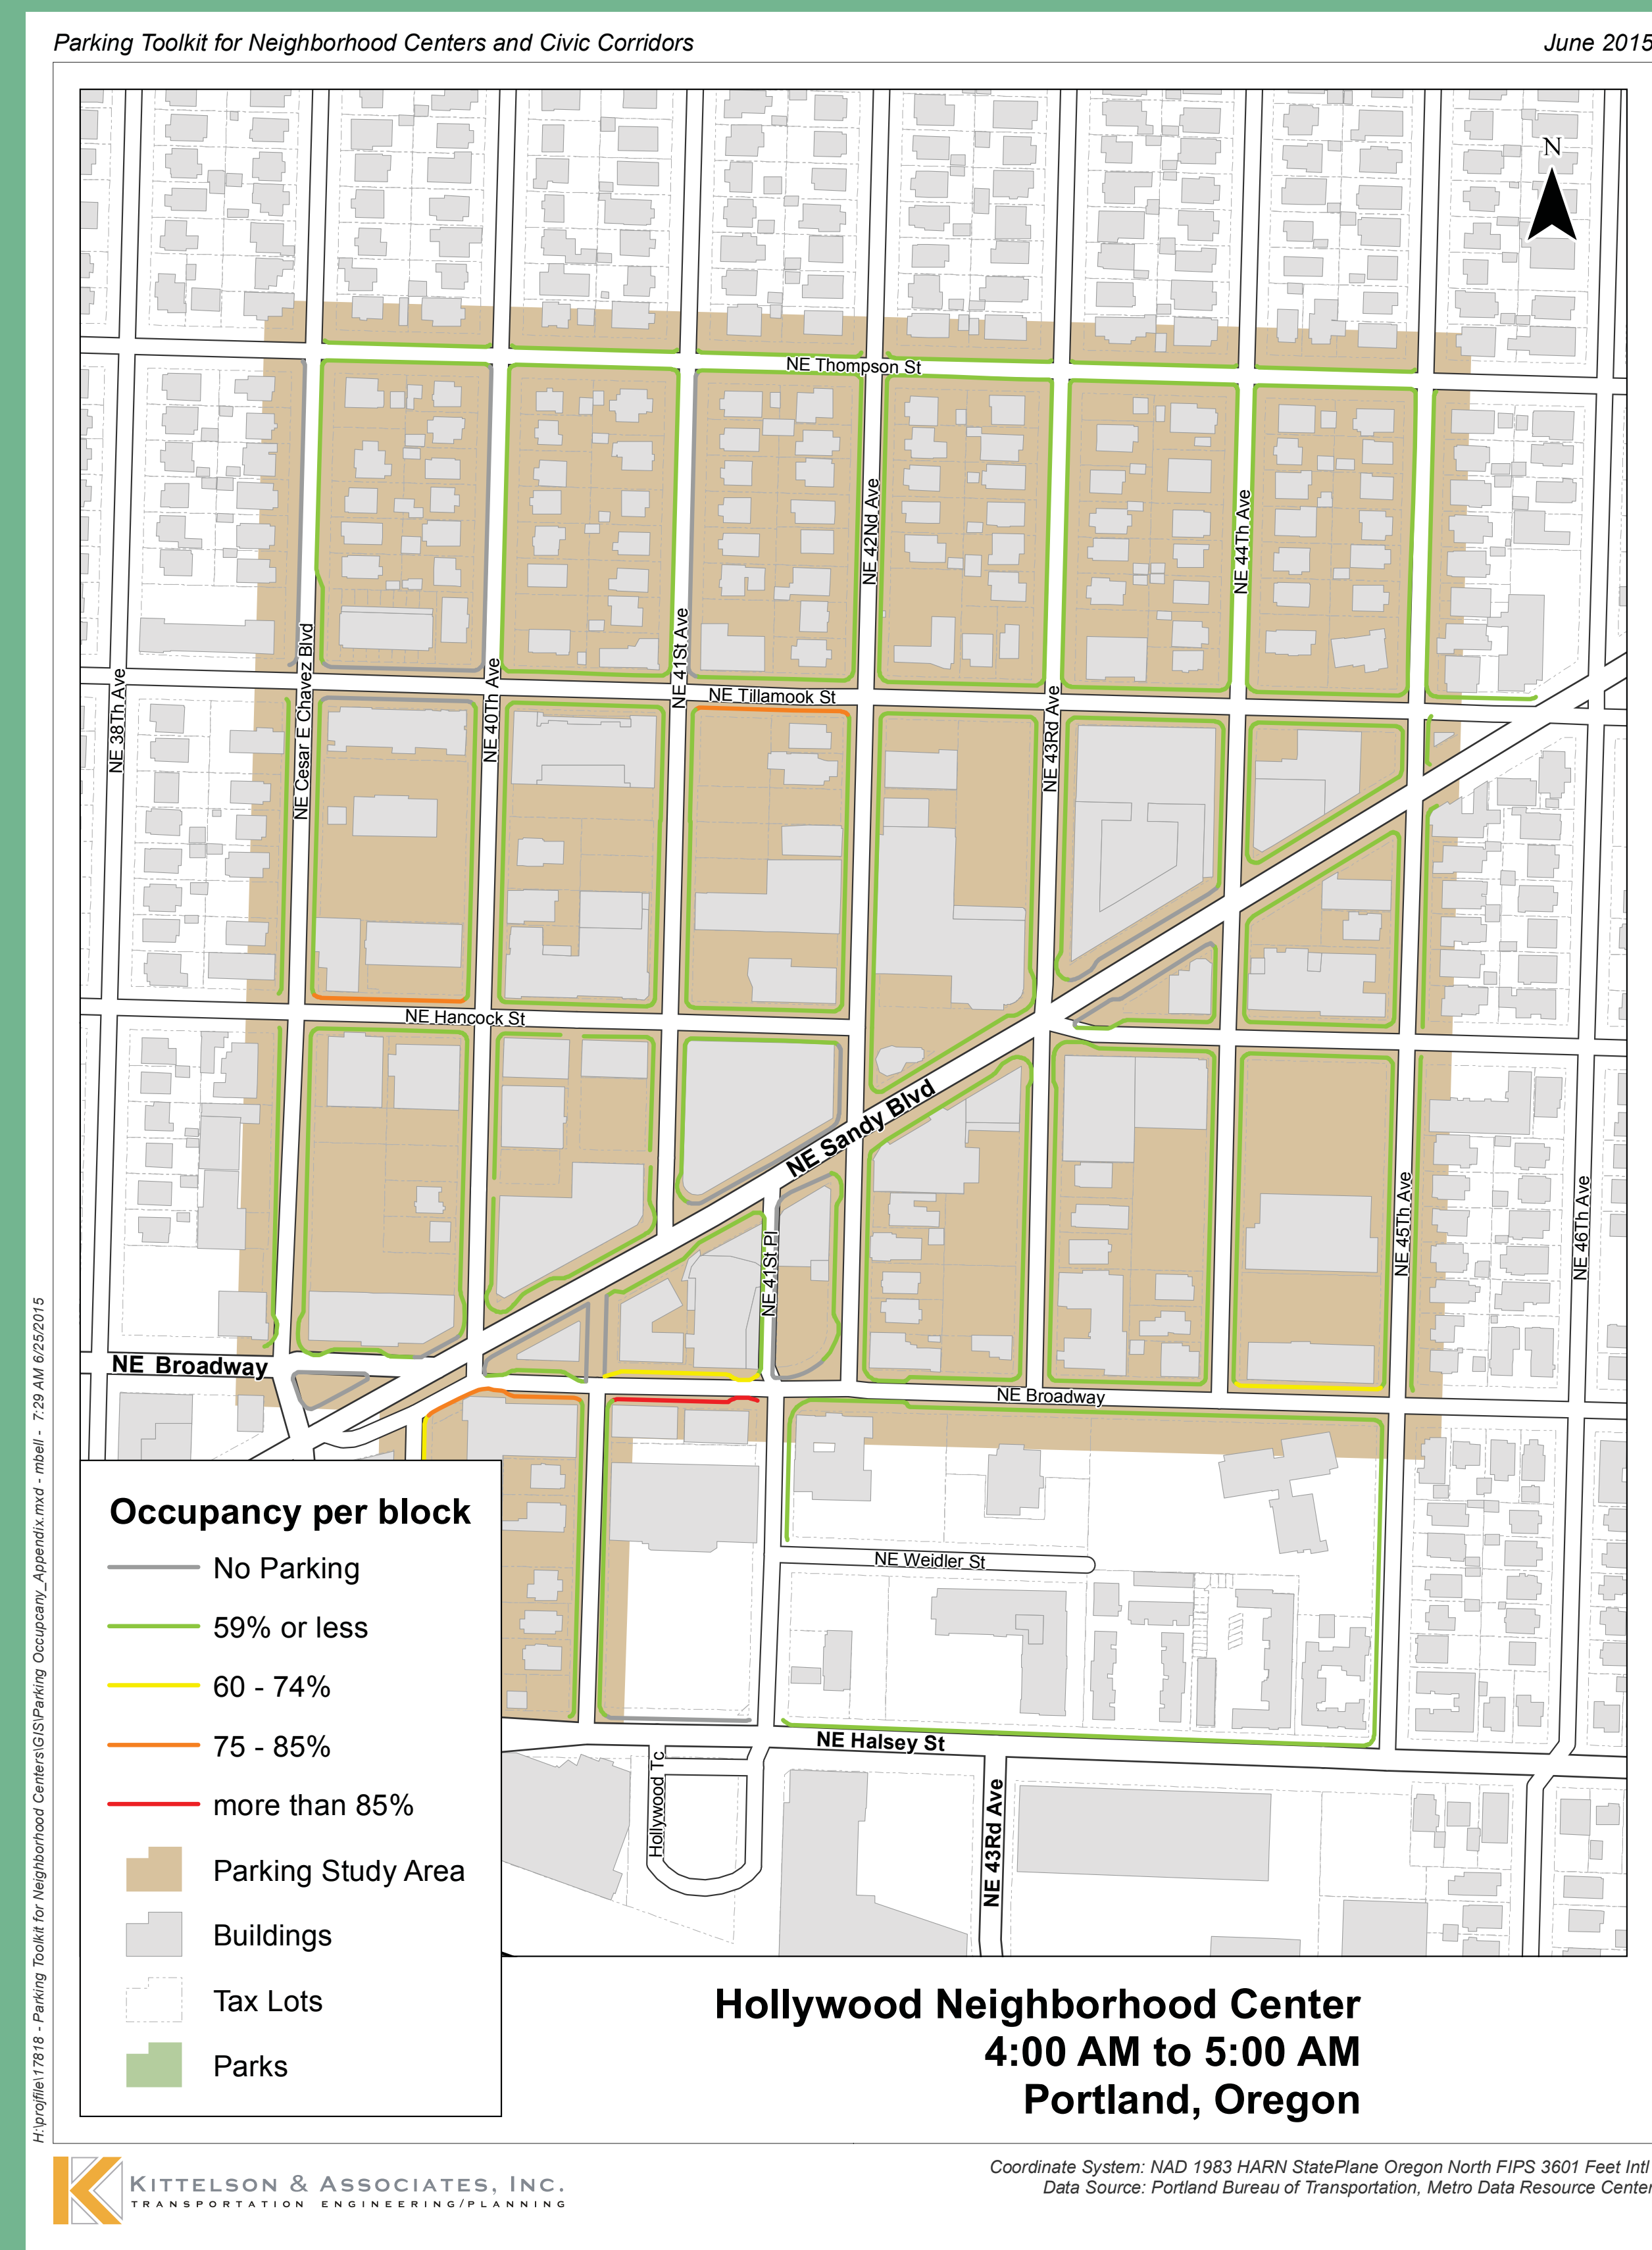 Parking Toolkit for Neighborhood Centers and Civic Corridors
June 2015
N
NE Thompson St
NE 42Nd Ave
NE 44Th Ave
NE 41St Ave
NE Cesar E Chavez Blvd
NE 40Th Ave
NE 38Th Ave
NE Tillamook St
NE 43Rd Ave
NE Hancock St
NE Sandy Blvd
NE 41St Pl
NE 45Th Ave
NE 46Th Ave
NE Broadway
NE Broadway
NE Weidler St
NE Halsey St
Hollywood Tc
NE 43Rd Ave
Occupancy per block
No Parking
59% or less
60 - 74%
75 - 85%
more than 85%
Parking Study Area
Buildings
Tax Lots
Parks
Hollywood Neighborhood Center
4:00 AM to 5:00 AM
Portland, Oregon
H:\projfile\17818 - Parking Toolkit for Neighborhood Centers\GIS\Parking Occupcany_Appendix.mxd - mbell - 7:29 AM 6/25/2015
KITTELSON & ASSOCIATES, INC.
TRANSPORTATION ENGINEERING/PLANNING
Coordinate System: NAD 1983 HARN StatePlane Oregon North FIPS 3601 Feet Intl
Data Source: Portland Bureau of Transportation, Metro Data Resource Center